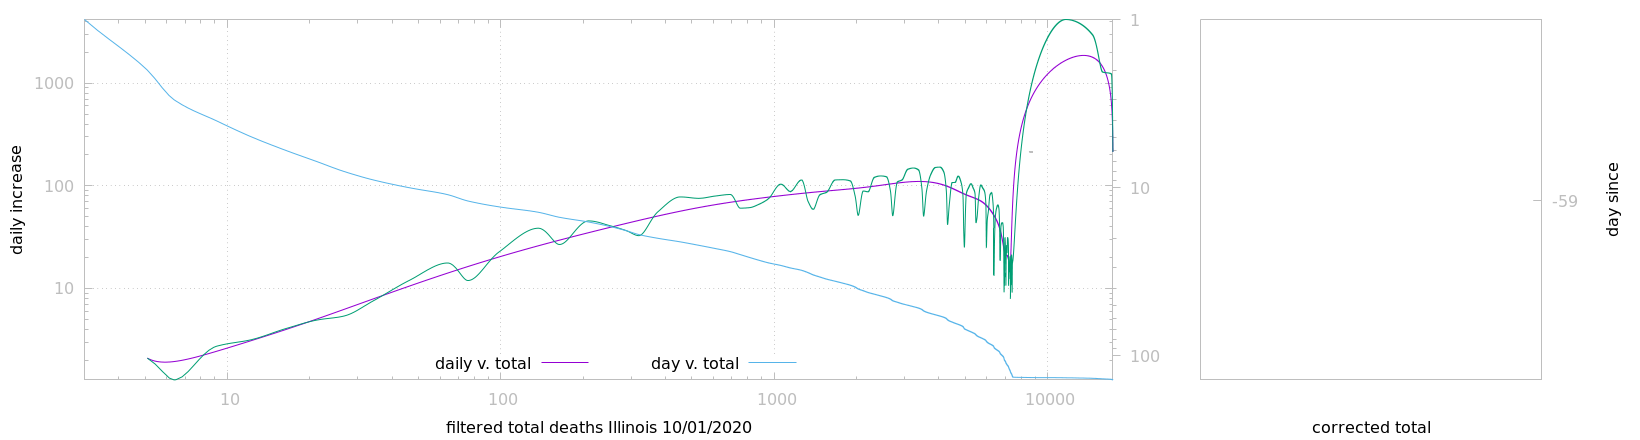 1
1000
100
10
10
100
-59
daily increase
day since
daily v. total
day v. total
10
100
1000
10000
filtered total deaths Illinois 10/01/2020
corrected total